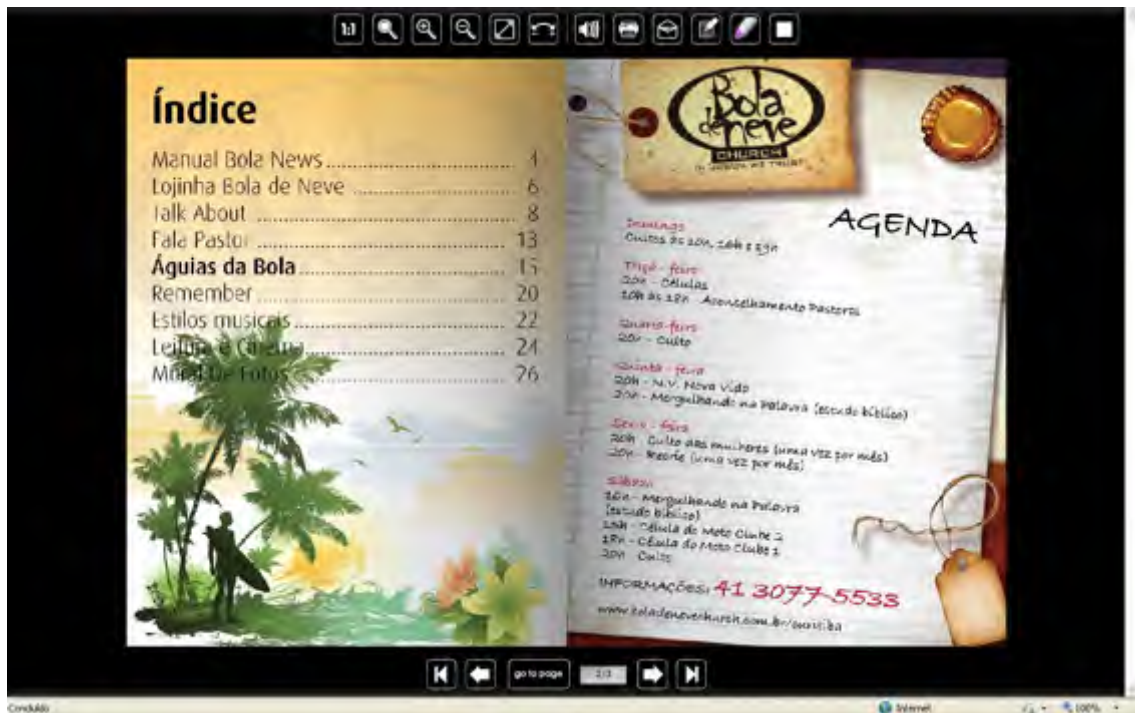 1:1
Índice
Manual Bola News 4
Lojinha Bola de Neve 6
Talk About 8
Fala Pastor 13
Águias da Bola 15
Remember 20
Estilos musicais 22
Leitura e Cinema 24
Moral De Fotos 26
Bola
de neve
CHURCH
IN WE TRUST
AGENDA
Domingo
Cultos às 10h, 16h e 19h
Terça-feira
20h - Células
10h às 18h - Aconselhamento Pastoral
Quarta-feira
20h - Culto
Quinta-feira
20h - N.V. Nova Vida
20h - Mergulhando na Palavra (estudo bíblico)
Sexta-feira
20h - Culto das mulheres (uma vez por mês)
20h - (uma vez por mês)
Sábado
- Mergulhando na Palavra
(estudo bíblico)
- Célula do Moto Clube 2
18h - Célula do Moto Clube 1
20h - Culto
INFORMAÇÕES: 41 3077-5533
www.boladenevechurch.com.br/curitiba
go to page
2/3
Concluído
Internet
100%